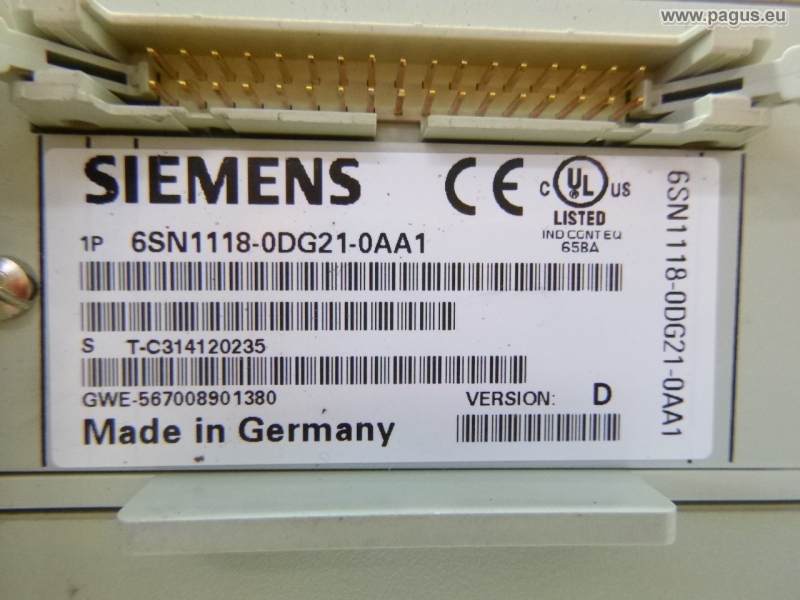 www.pagus.eu
SIEMENS
CE
C UL US
LISTED
IND CONT EQ
65BA
1P 6SN1118-0DG21-0AA1
S T-C314120235
GWE-567008901380
VERSION: D
Made in Germany
6SN1118-0DG21-0AA1